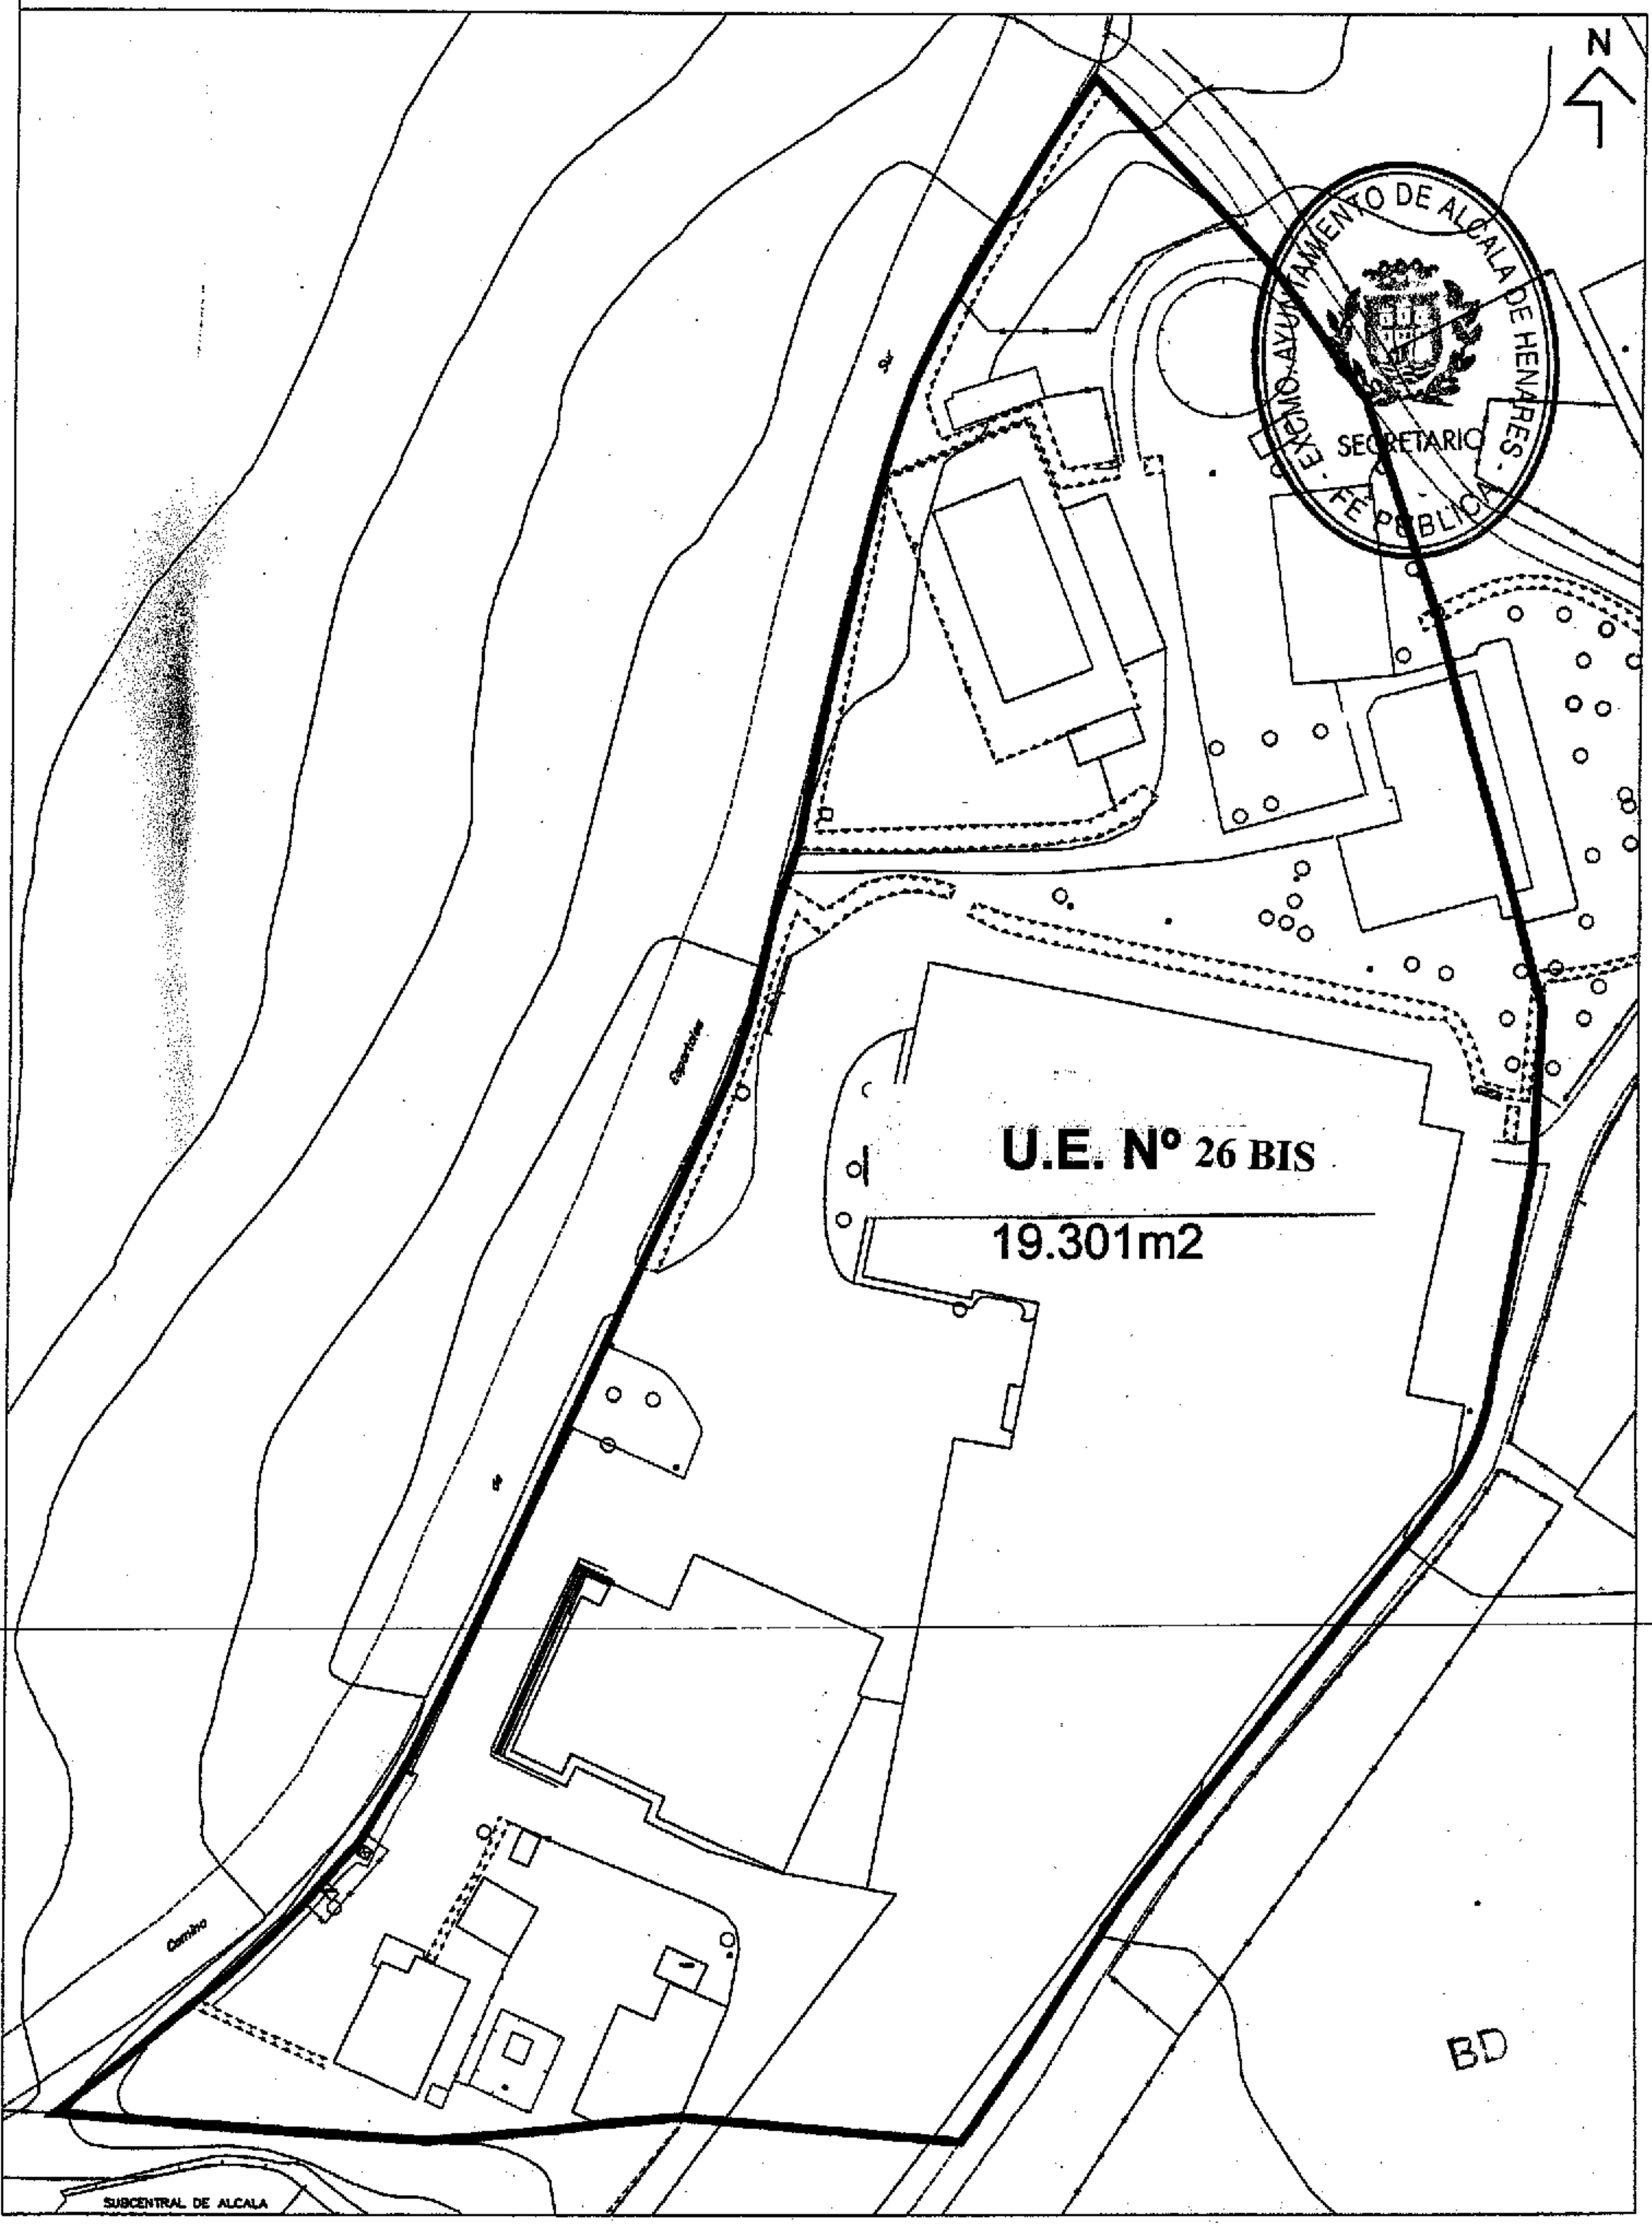 N
- EXCMO. AYUNTAMIENTO DE ALCALA DE HENARES -
SECRETARIO
FE PUBLICA
Sur
Espartales
U.E. Nº 26 BIS
19.301m2
de
Camino
BD
SUBCENTRAL DE ALCALA